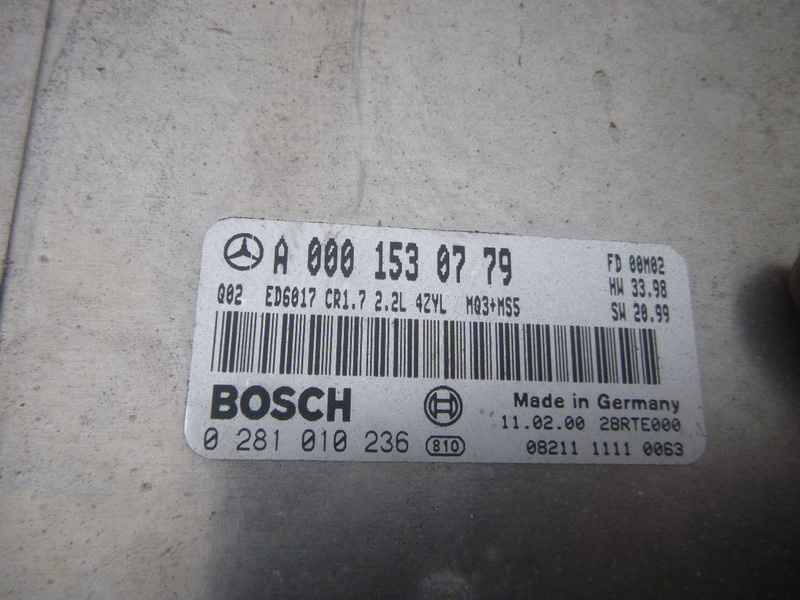 A 000 153 07 79
FD 00M02
Q02 ED6017 CR1.7 2.2L 4ZYL MQ3+MS5
HW 33.98
SW 20.99
BOSCH
Made in Germany
11.02.00 28RTE000
0 281 010 236 810
08211 1111 0063